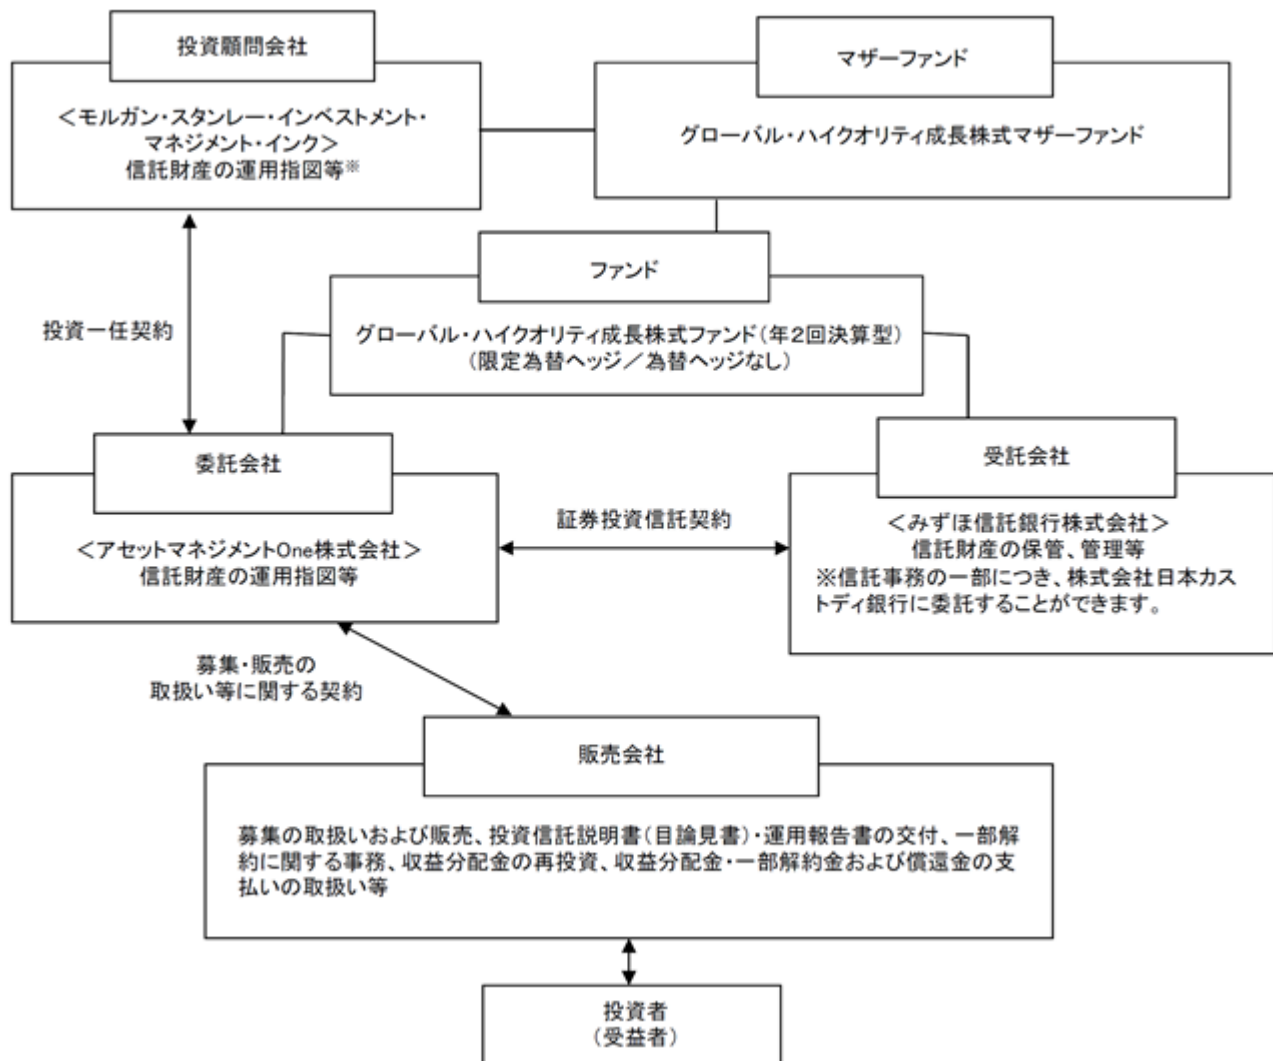 投資顧問会社
＜モルガン・スタンレー・インベストメント・
マネジメント・インク＞
信託財産の運用指図等※
マザーファンド
グローバル・ハイクオリティ成長株式マザーファンド
ファンド
グローバル・ハイクオリティ成長株式ファンド（年２回決算型）
（限定為替ヘッジ／為替ヘッジなし）
投資一任契約
委託会社
＜アセットマネジメントOne株式会社＞
信託財産の運用指図等
証券投資信託契約
受託会社
＜みずほ信託銀行株式会社＞
信託財産の保管、管理等
※信託事務の一部につき、株式会社日本カス
トディ銀行に委託することができます。
募集・販売の
取扱い等に関する契約
販売会社
募集の取扱いおよび販売、投資信託説明書（目論見書）・運用報告書の交付、一部解
約に関する事務、収益分配金の再投資、収益分配金・一部解約金および償還金の支
払いの取扱い等
投資者
（受益者）